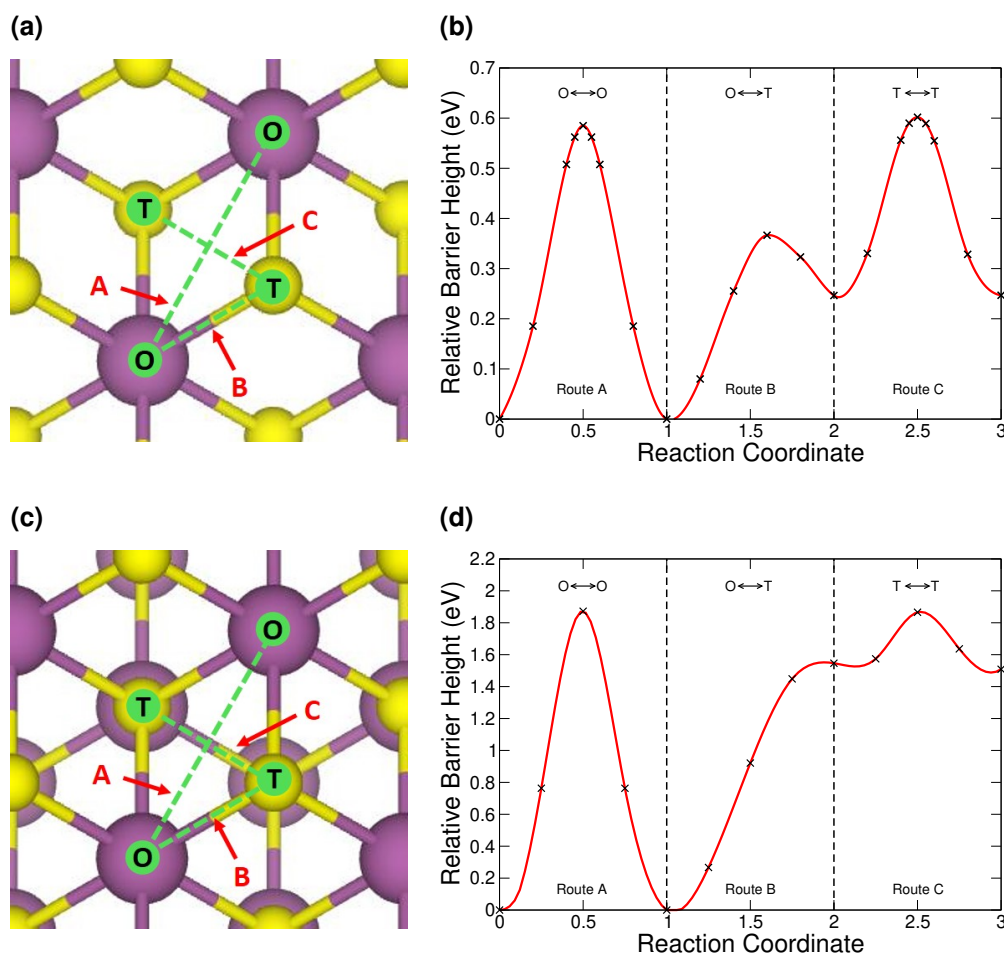 (a)
O
T
C
A
T
O
B
(b)
Relative Barrier Height (eV)
0.7
0.6
0.5
0.4
0.3
0.2
0.1
0
O⟷O
O⟷T
T⟷T
Route A
Route B
Route C
0
0.5
1
1.5
2
2.5
3
Reaction Coordinate
(c)
O
T
C
A
T
O
B
(d)
Relative Barrier Height (eV)
2.2
2
1.8
1.6
1.4
1.2
1
0.8
0.6
0.4
0.2
0
O⟷O
O⟷T
T⟷T
Route A
Route B
Route C
0
0.5
1
1.5
2
2.5
3
Reaction Coordinate